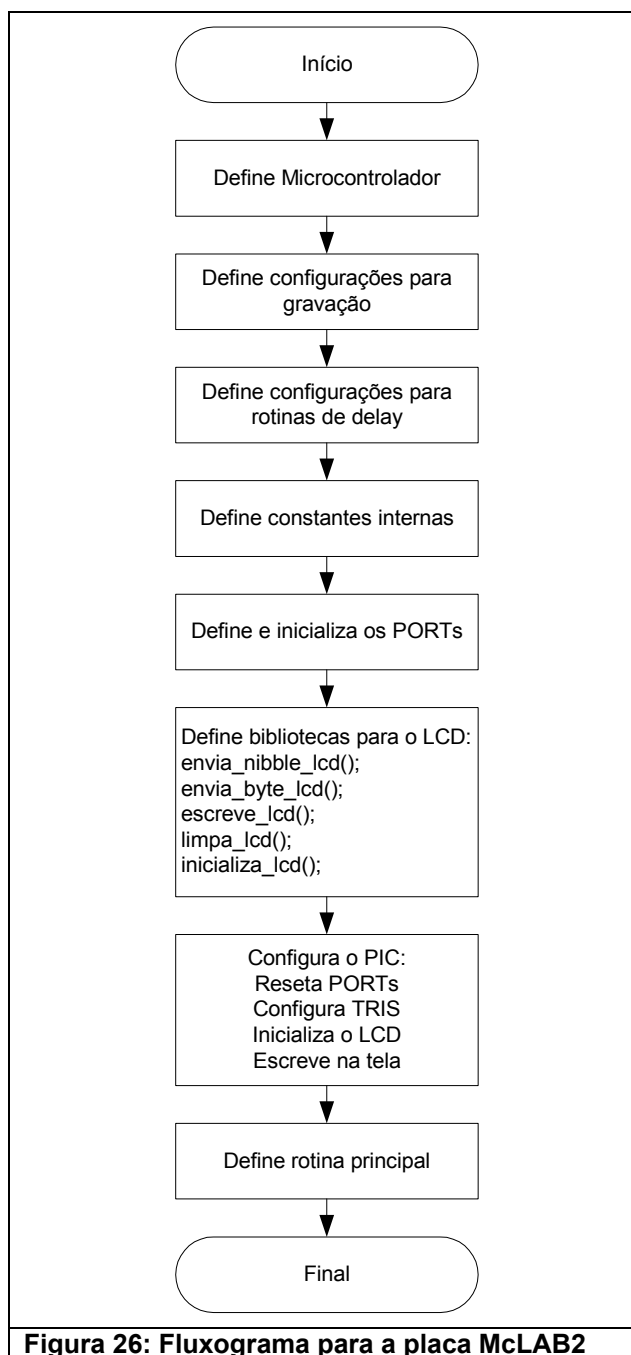 Início
Define Microcontrolador
Define configurações para
gravação
Define configurações para
rotinas de delay
Define constantes internas
Define e inicializa os PORTs
Define bibliotecas para o LCD:
envia_nibble_lcd();
envia_byte_lcd();
escreve_lcd();
limpa_lcd();
inicializa_lcd();
Configura o PIC:
Reseta PORTs
Configura TRIS
Inicializa o LCD
Escreve na tela
Define rotina principal
Final
Figura 26: Fluxograma para a placa McLAB2